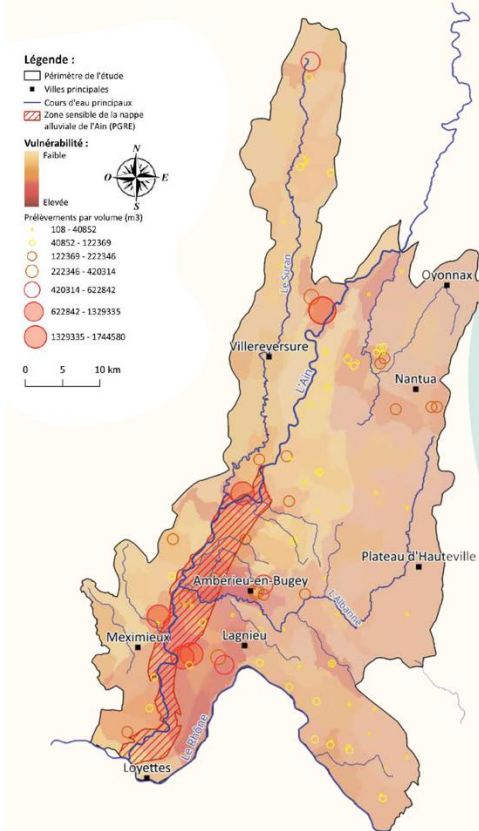 Légende :
Périmètre de l'étude
Villes principales
Cours d'eau principaux
Zone sensible de la nappe
alluviale de l'Ain (PGRE)
Vulnérabilité :
Faible
Elevée
N
O
E
S
Prélèvements par volume (m3)
108 - 40852
40852 - 122369
122369 - 222346
222346 - 420314
420314 - 622842
622842 - 1329335
1329335 - 1744580
0 5 10 km
Le Suran
Oyonnax
Villereversure
L'Ain
Nantua
Plateau d'Hauteville
Ambérieu-en-Bugey
L'Albarine
Meximieux
Lagnieu
Le Rhône
Loyettes